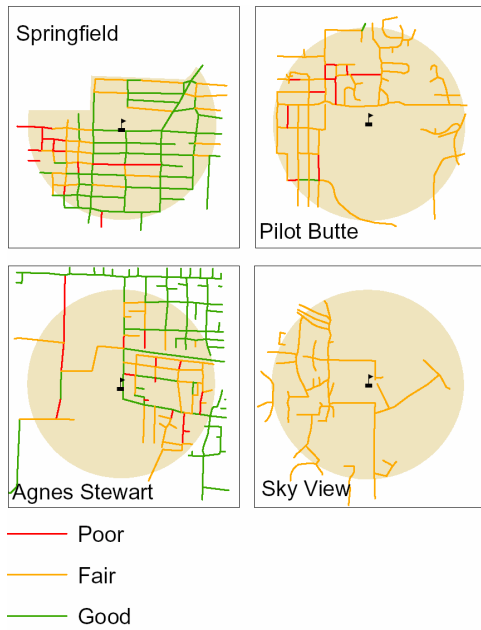 Springfield
Pilot Butte
Agnes Stewart
Sky View
Poor
Fair
Good